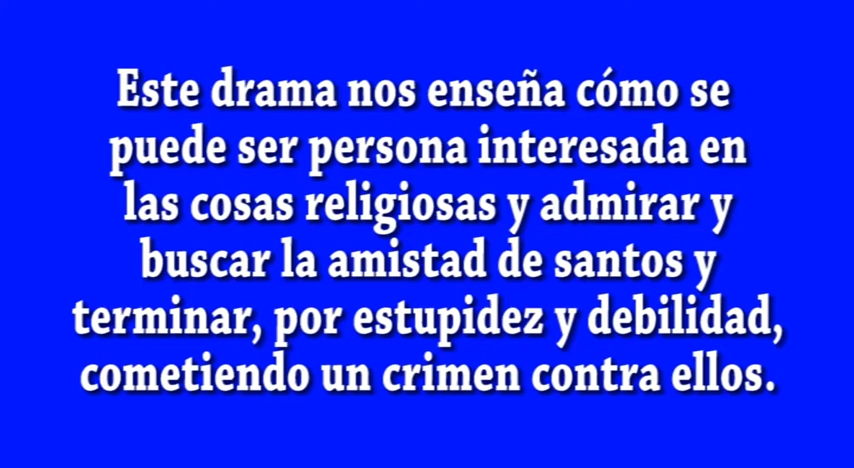 Este drama nos enseña cómo se
puede ser persona interesada en
las cosas religiosas y admirar y
buscar la amistad de santos y
terminar, por estupidez y debilidad,
cometiendo un crimen contra ellos.